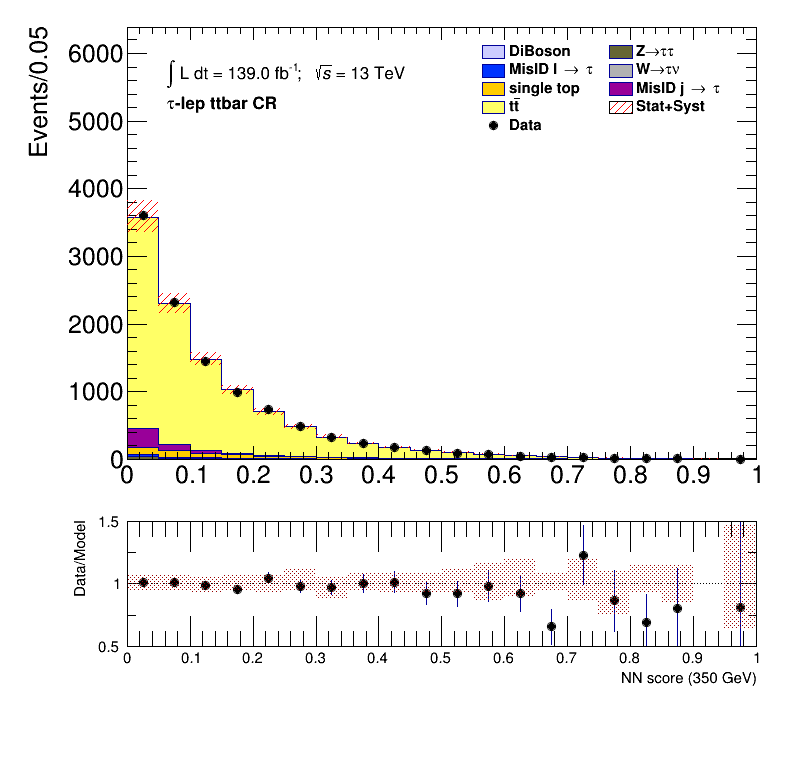 Events/0.05
6000
5000
4000
3000
2000
1000
0
∫ L dt = 139.0 fb⁻¹; √s = 13 TeV
τ-lep ttbar CR
DiBoson
MisID l → τ
single top
tt̄
Data
Z→ττ
W→τν
MisID j → τ
Stat+Syst
0 0.1 0.2 0.3 0.4 0.5 0.6 0.7 0.8 0.9 1
Data/Model
1.5
1
0.5
0 0.1 0.2 0.3 0.4 0.5 0.6 0.7 0.8 0.9 1
NN score (350 GeV)